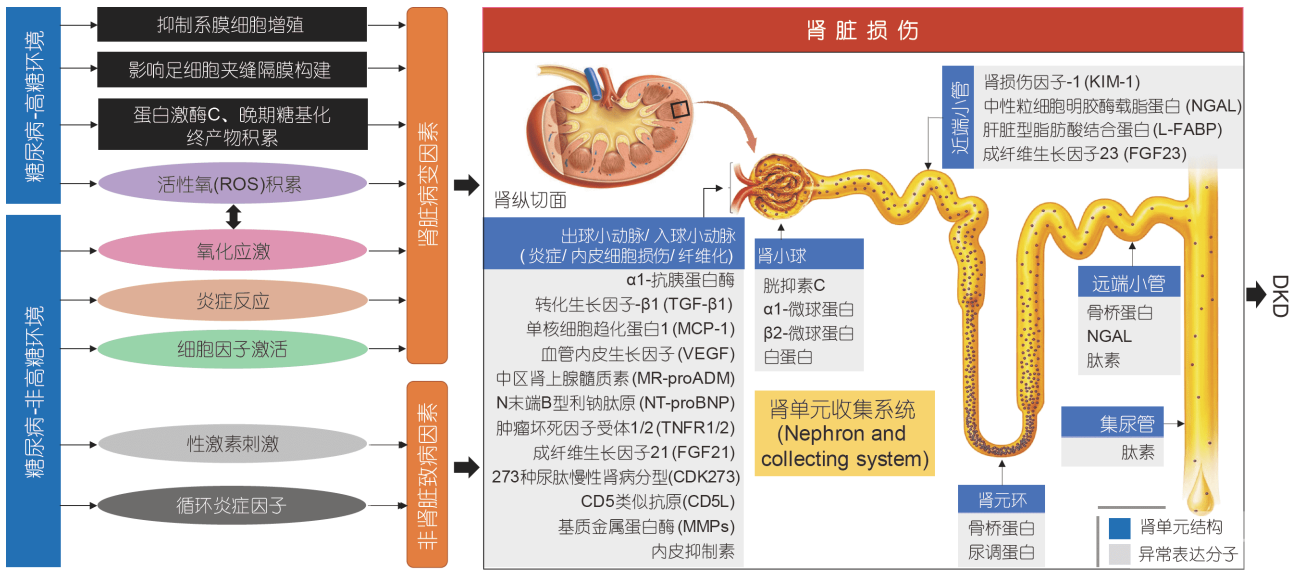 糖尿病-高糖环境
抑制系膜细胞增殖
影响足细胞夹缝隔膜构建
蛋白激酶C、晚期糖基化
终产物积累
活性氧(ROS)积累
糖尿病-非高糖环境
氧化应激
炎症反应
细胞因子激活
性激素刺激
循环炎症因子
肾脏病变因素
非肾脏致病因素
肾脏损伤
肾纵切面
出球小动脉/ 入球小动脉
( 炎症/ 内皮细胞损伤/ 纤维化)
α1-抗胰蛋白酶
转化生长因子-β1 (TGF-β1)
单核细胞趋化蛋白1 (MCP-1)
血管内皮生长因子 (VEGF)
中区肾上腺髓质素 (MR-proADM)
N末端B型利钠肽原 (NT-proBNP)
肿瘤坏死因子受体1/2 (TNFR1/2)
成纤维生长因子21 (FGF21)
273种尿肽慢性肾病分型(CDK273)
CD5类似抗原(CD5L)
基质金属蛋白酶 (MMPs)
内皮抑制素
肾小球
胱抑素C
α1-微球蛋白
β2-微球蛋白
白蛋白
肾单元收集系统
(Nephron and
collecting system)
近端小管
肾损伤因子-1 (KIM-1)
中性粒细胞明胶酶载脂蛋白 (NGAL)
肝脏型脂肪酸结合蛋白 (L-FABP)
成纤维生长因子23 (FGF23)
远端小管
骨桥蛋白
NGAL
肽素
集尿管
肽素
肾元环
骨桥蛋白
尿调蛋白
肾单元结构
异常表达分子
DKD